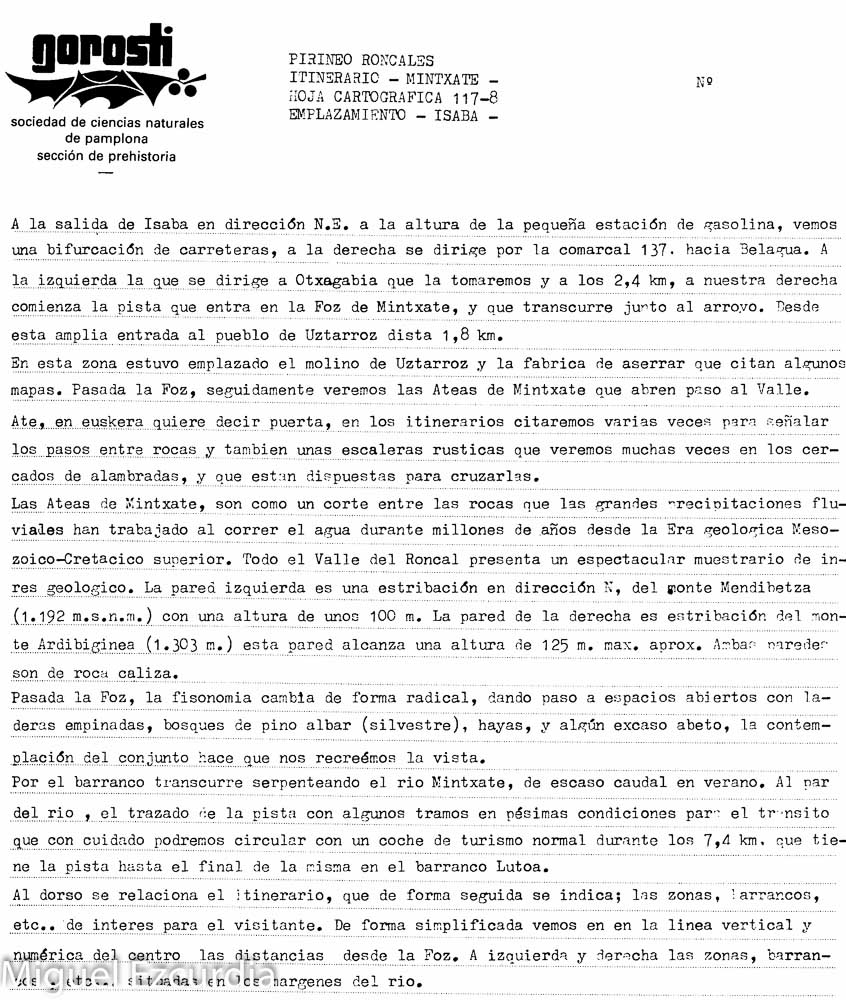 gorosti
sociedad de ciencias naturales
de pamplona
sección de prehistoria
PIRINEO RONCALES
ITINERARIO - MINTXATE -
HOJA CARTOGRAFICA 117-8
EMPLAZAMIENTO - ISABA -
Nº
A la salida de Isaba en dirección N.E. a la altura de la pequeña estación de gasolina, vemos
una bifurcación de carreteras, a la derecha se dirige por la comarcal 137. hacia Belagua. A
la izquierda la que se dirige a Otxagabia que la tomaremos y a los 2,4 km, a nuestra derecha
comienza la pista que entra en la Foz de Mintxate, y que transcurre junto al arroyo. Desde
esta amplia entrada al pueblo de Uztarroz dista 1,8 km.
En esta zona estuvo emplazado el molino de Uztarroz y la fabrica de aserrar que citan algunos
mapas. Pasada la Foz, seguidamente veremos las Ateas de Mintxate que abren paso al Valle.
Ate, en euskera quiere decir puerta, en los itinerarios citaremos varias veces para señalar
los pasos entre rocas y tambien unas escaleras rusticas que veremos muchas veces en los cer-
cados de alambradas, y que estan dispuestas para cruzarlas.
Las Ateas de Mintxate, son como un corte entre las rocas que las grandes precipitaciones flu-
viales han trabajado al correr el agua durante millones de años desde la Era geologica Meso-
zoico-Cretacico superior. Todo el Valle del Roncal presenta un espectacular muestrario de in-
res geologico. La pared izquierda es una estribación en dirección N, del monte Mendibetza
(1.192 m.s.n.m.) con una altura de unos 100 m. La pared de la derecha es estribación del mon-
te Ardibiginea (1.303 m.) esta pared alcanza una altura de 125 m. max. aprox. Ambas paredes
son de roca caliza.
Pasada la Foz, la fisonomia cambia de forma radical, dando paso a espacios abiertos con la-
deras empinadas, bosques de pino albar (silvestre), hayas, y algún excaso abeto, la contem-
plación del conjunto hace que nos recreémos la vista.
Por el barranco transcurre serpenteando el rio Mintxate, de escaso caudal en verano. Al par
del rio , el trazado de la pista con algunos tramos en pésimas condiciones para el transito
que con cuidado podremos circular con un coche de turismo normal durante los 7,4 km. que tie-
ne la pista hasta el final de la misma en el barranco Lutoa.
Al dorso se relaciona el itinerario, que de forma seguida se indica; las zonas, barrancos,
etc.. de interes para el visitante. De forma simplificada vemos en en la linea vertical y
numérica del centro las distancias desde la Foz. A izquierda y derecha las zonas, barran-
cos , etc.. situadas en los margenes del rio.
Miguel Ezcurdia